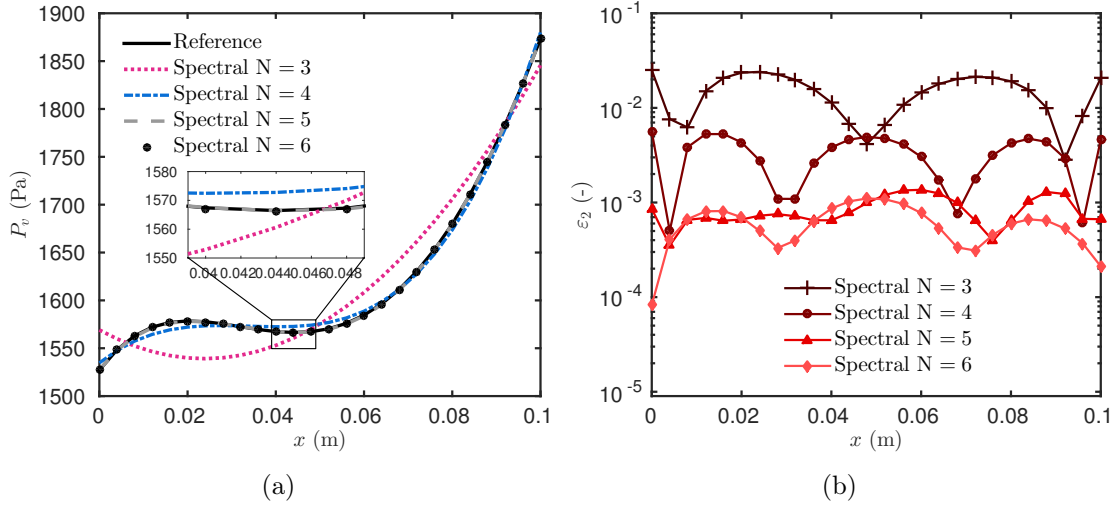 1900
1850
1800
1750
1700
1650
1600
1550
1500
P_v (Pa)
Reference
Spectral N = 3
Spectral N = 4
Spectral N = 5
Spectral N = 6
1580
1570
1560
1550
0.04 0.042 0.044 0.046 0.048
0 0.02 0.04 0.06 0.08 0.1
x (m)
(a)
10^-1
10^-2
10^-3
10^-4
10^-5
ε_2 (-)
Spectral N = 3
Spectral N = 4
Spectral N = 5
Spectral N = 6
0 0.02 0.04 0.06 0.08 0.1
x (m)
(b)